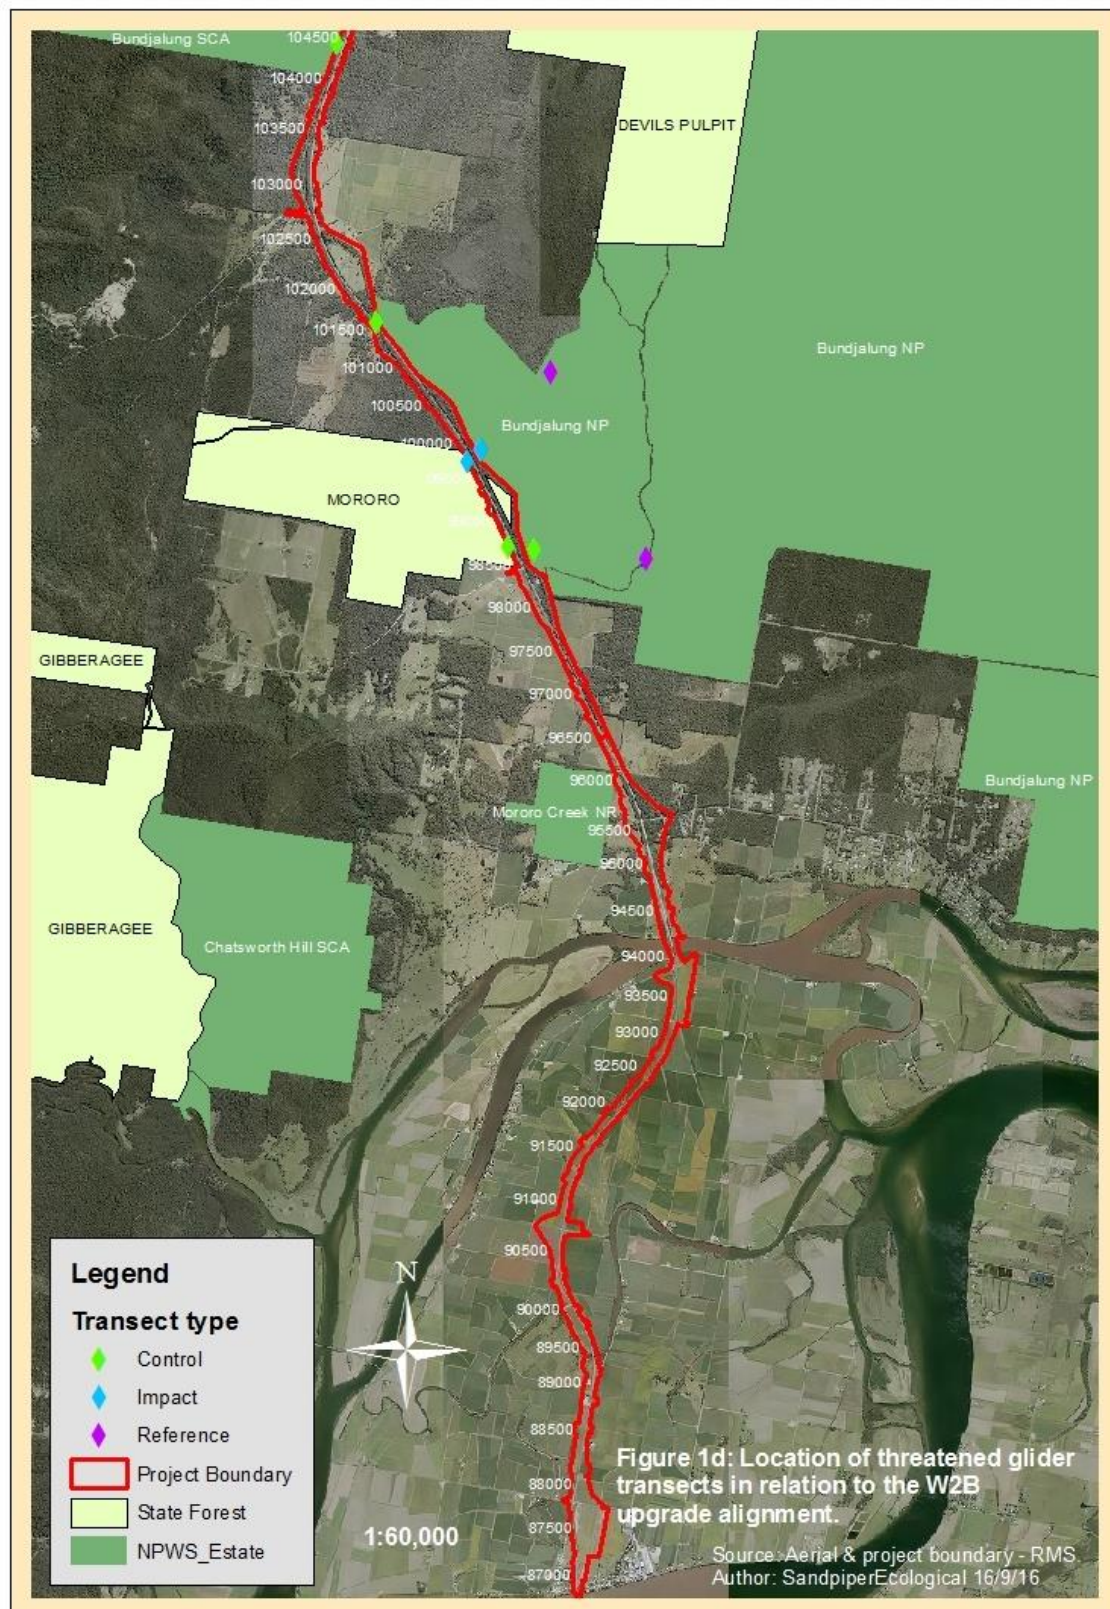 Bundjalung SCA
104500
104000
DEVILS PULPIT
103500
103000
102500
102000
101500
Bundjalung NP
101000
100500
Bundjalung NP
100000
MORORO
98500
98000
97500
GIBBERAGEE
97000
96500
96000
Bundjalung NP
Mororo Creek NR
95500
95000
94500
GIBBERAGEE
Chatsworth Hill SCA
94000
93500
93000
92500
92000
91500
91000
90500
90000
89500
89000
88500
88000
87500
87000
Legend
Transect type
Control
Impact
Reference
Project Boundary
State Forest
NPWS_Estate
N
1:60,000
Figure 1d: Location of threatened glider
transects in relation to the W2B
upgrade alignment.
Source: Aerial & project boundary - RMS.
Author: SandpiperEcological 16/9/16